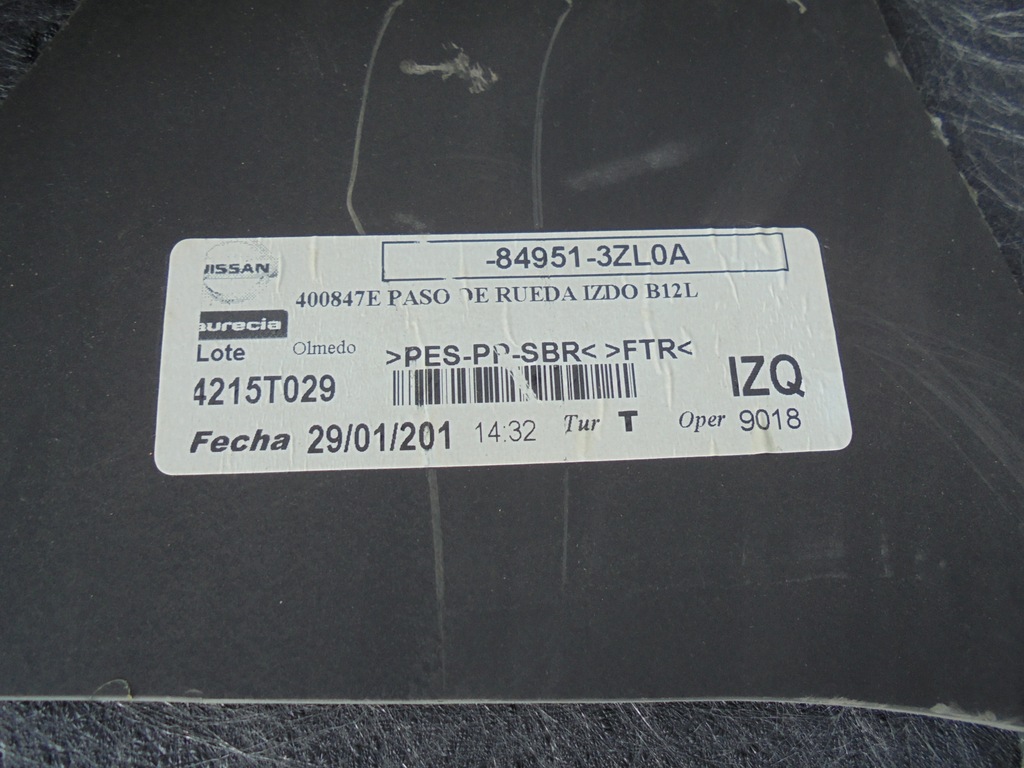 NISSAN
-84951-3ZL0A
400847E PASO DE RUEDA IZDO B12L
aurecia
Lote Olmedo >PES-PP-SBR< >FTR<
4215T029 IZQ
Fecha 29/01/201 14:32 Tur T Oper 9018